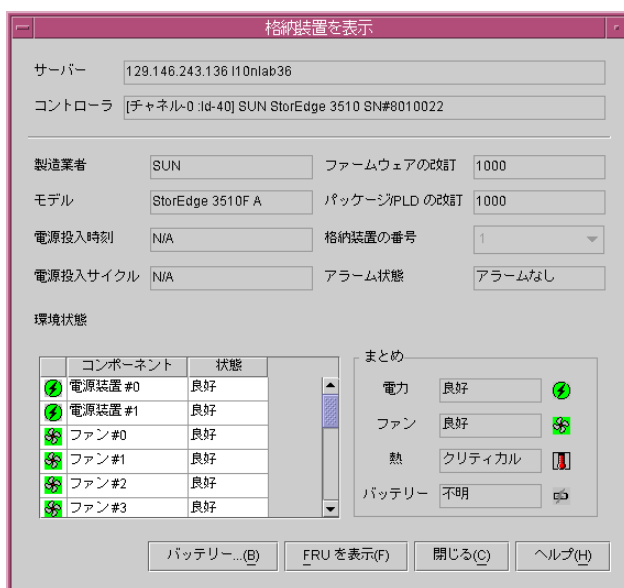 格納装置を表示
サーバー 129.146.243.136 l10nlab36
コントローラ [チャネル-0 :Id-40] SUN StorEdge 3510 SN#8010022
製造業者 SUN ファームウェアの改訂 1000
モデル StorEdge 3510F A パッケージ/PLD の改訂 1000
電源投入時刻 N/A 格納装置の番号 1
電源投入サイクル N/A アラーム状態 アラームなし
環境状態
まとめ
コンポーネント 状態
電源装置 #0 良好
電源装置 #1 良好
ファン#0 良好
ファン#1 良好
ファン#2 良好
ファン#3 良好
電力 良好
ファン 良好
熱 クリティカル
バッテリー 不明
バッテリー...(B) FRU を表示(F) 閉じる(C) ヘルプ(H)